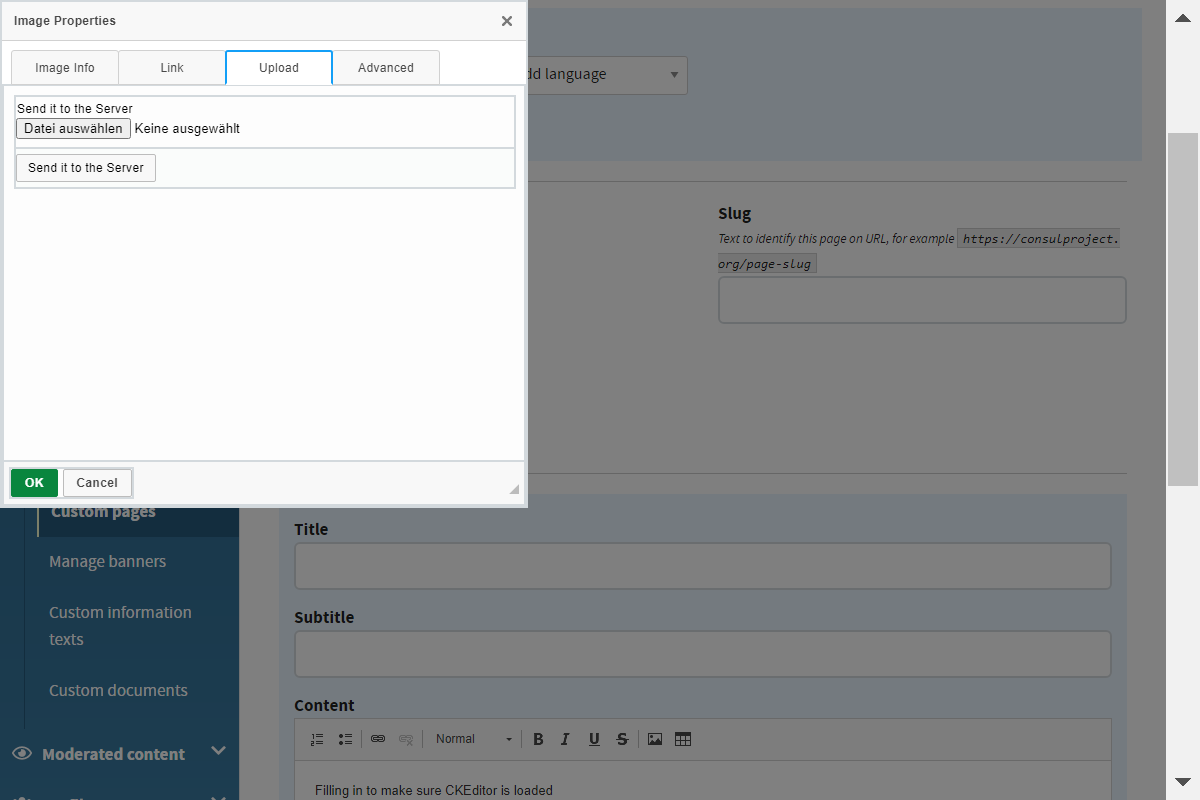 Image Properties
Image Info
Link
Upload
Advanced
Send it to the Server
Datei auswählen Keine ausgewählt
Send it to the Server
OK
Cancel
dd language
Slug
Text to identify this page on URL, for example https://consulproject.
org/page-slug
Custom pages
Manage banners
Custom information
texts
Custom documents
Moderated content
Title
Subtitle
Content
Normal
B I U S
Filling in to make sure CKEditor is loaded